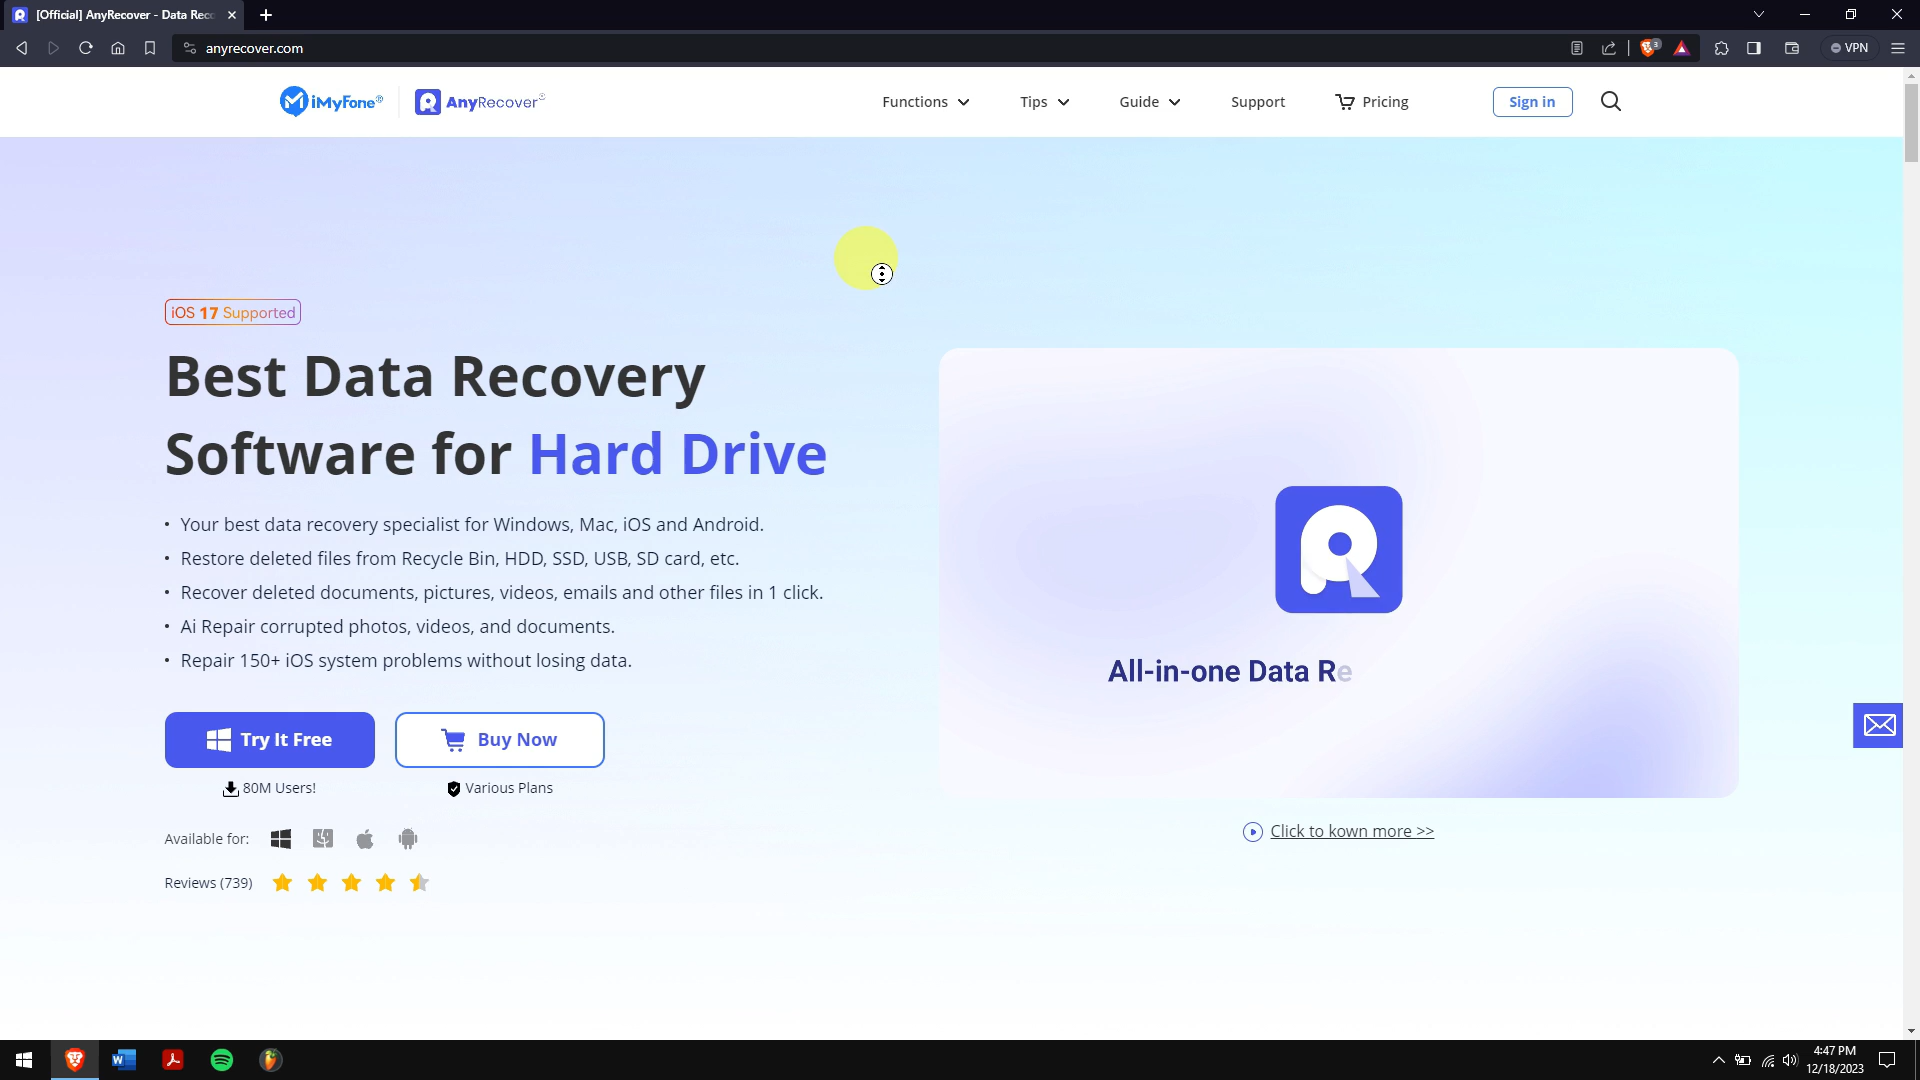 [Official] AnyRecover - Data Reco
anyrecover.com
3
VPN
iMyFone®
AnyRecover®
Functions
Tips
Guide
Support
Pricing
Sign in
iOS 17 Supported
Best Data Recovery
Software for Hard Drive
• Your best data recovery specialist for Windows, Mac, iOS and Android.
• Restore deleted files from Recycle Bin, HDD, SSD, USB, SD card, etc.
• Recover deleted documents, pictures, videos, emails and other files in 1 click.
• Ai Repair corrupted photos, videos, and documents.
• Repair 150+ iOS system problems without losing data.
Try It Free
Buy Now
80M Users!
Various Plans
Available for:
Reviews (739)
All-in-one Data Re
Click to kown more >>
4:47 PM
12/18/2023